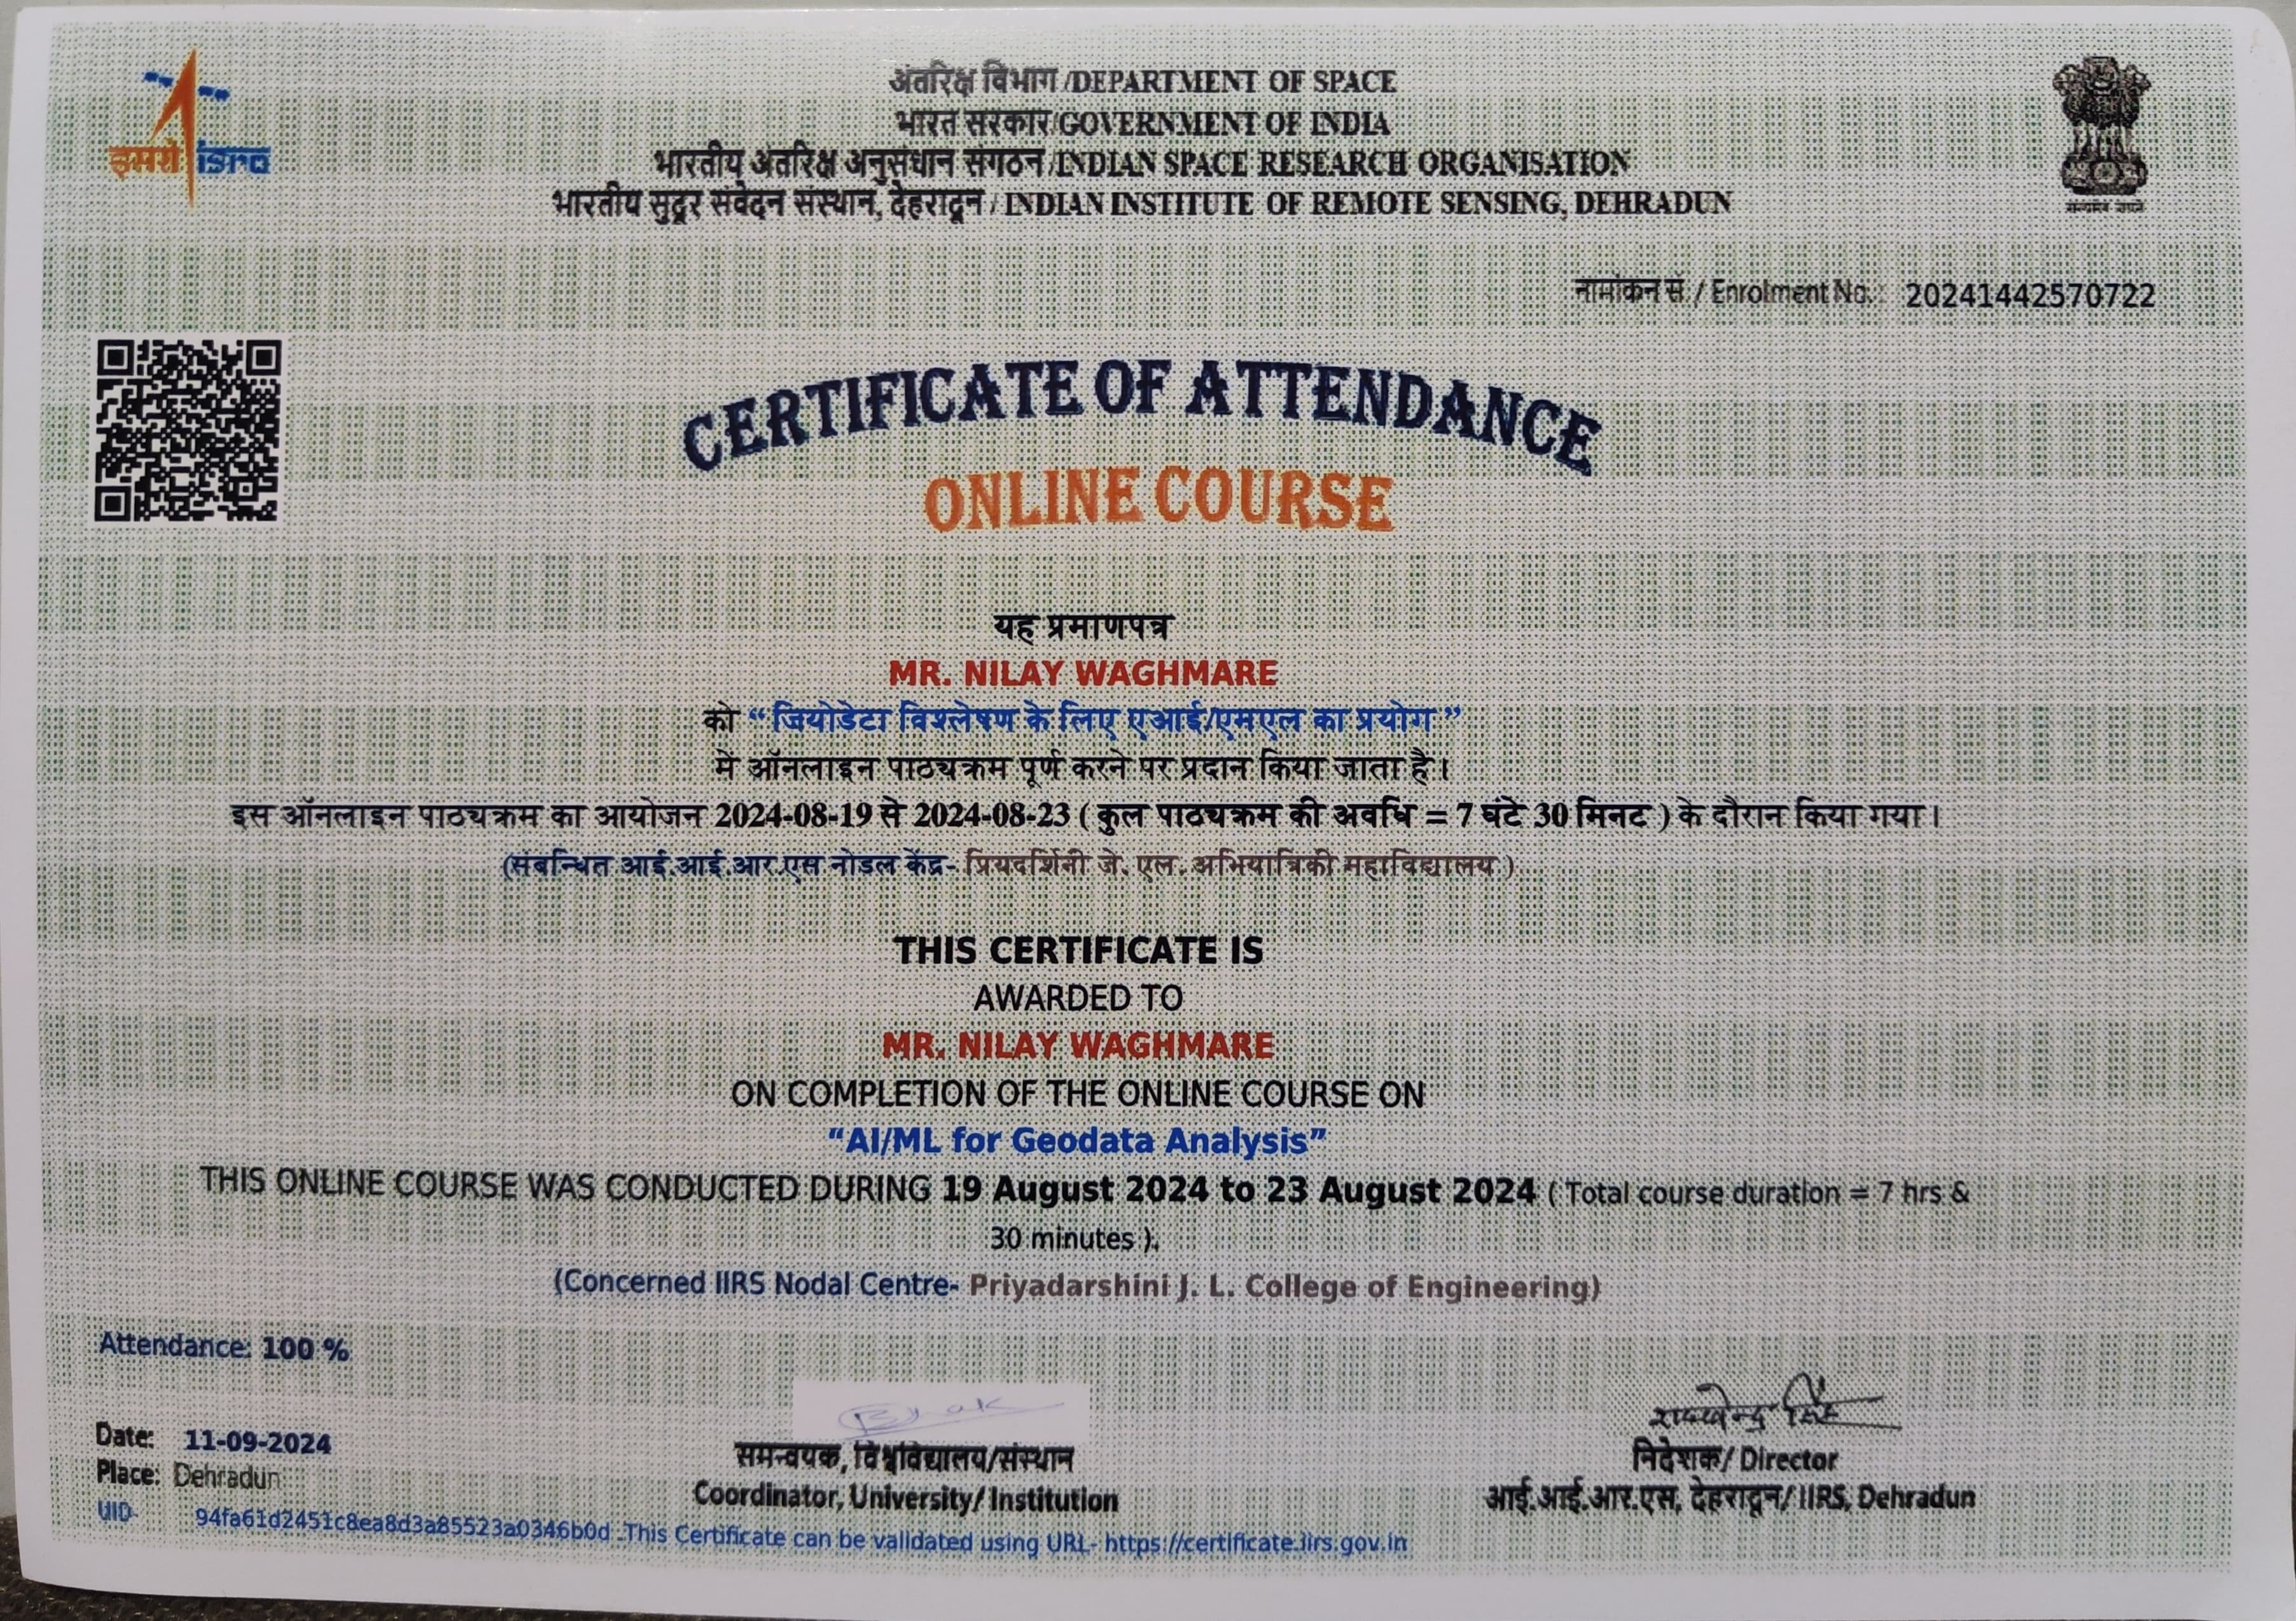 इसरो isro
अंतरिक्ष विभाग /DEPARTMENT OF SPACE
भारत सरकार/GOVERNMENT OF INDIA
भारतीय अंतरिक्ष अनुसंधान संगठन /INDIAN SPACE RESEARCH ORGANISATION
भारतीय सुदूर संवेदन संस्थान, देहरादून / INDIAN INSTITUTE OF REMOTE SENSING, DEHRADUN
सत्यमेव जयते
नामांकन सं / Enrolment No.: 20241442570722
CERTIFICATE OF ATTENDANCE
ONLINE COURSE
यह प्रमाणपत्र
MR. NILAY WAGHMARE
को “ जियोडेटा विश्लेषण के लिए एआई/एमएल का प्रयोग ”
में ऑनलाइन पाठ्यक्रम पूर्ण करने पर प्रदान किया जाता है।
इस ऑनलाइन पाठ्यक्रम का आयोजन 2024-08-19 से 2024-08-23 ( कुल पाठ्यक्रम की अवधि = 7 घंटे 30 मिनट ) के दौरान किया गया।
(संबन्धित आई.आई.आर.एस नोडल केंद्र- प्रियदर्शिनी जे. एल. अभियांत्रिकी महाविद्यालय )
THIS CERTIFICATE IS
AWARDED TO
MR. NILAY WAGHMARE
ON COMPLETION OF THE ONLINE COURSE ON
“AI/ML for Geodata Analysis”
THIS ONLINE COURSE WAS CONDUCTED DURING 19 August 2024 to 23 August 2024 ( Total course duration = 7 hrs &
30 minutes ).
(Concerned IIRS Nodal Centre- Priyadarshini J. L. College of Engineering)
Attendance: 100 %
राघवेन्द्र सिंह
Date: 11-09-2024
Place: Dehradun
समन्वयक, विश्वविद्यालय/संस्थान
Coordinator, University/ Institution
निदेशक/ Director
आई.आई.आर.एस, देहरादून/ IIRS, Dehradun
UID- 94fa61d2451c8ea8d3a85523a0346b0d -This Certificate can be validated using URL- https://certificate.iirs.gov.in